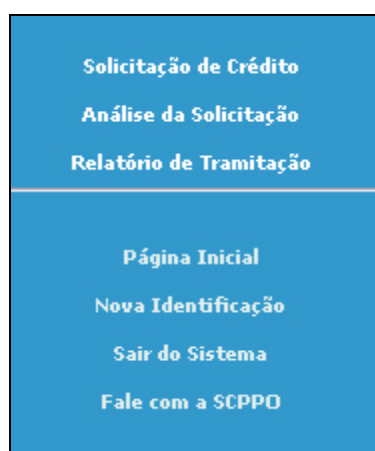 Solicitação de Crédito
Análise da Solicitação
Relatório de Tramitação
Página Inicial
Nova Identificação
Sair do Sistema
Fale com a SCPPO